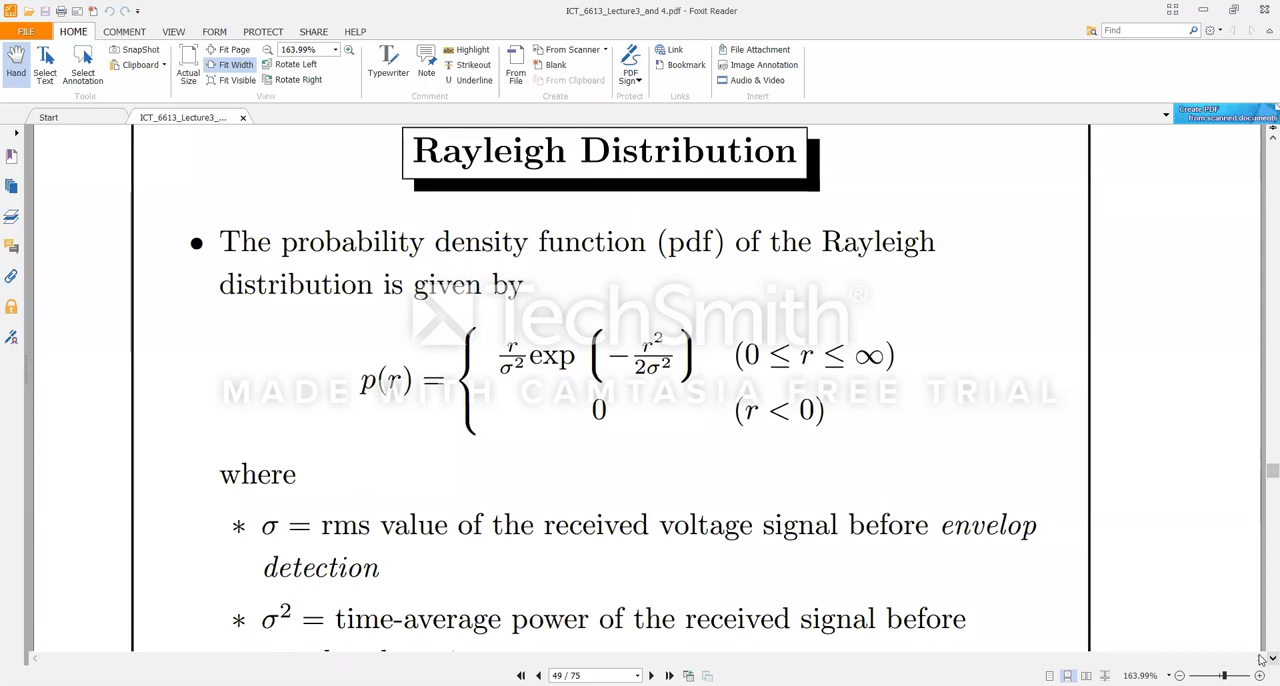 ICT_6613_Lecture3_and 4.pdf - Foxit Reader
FILE HOME COMMENT VIEW FORM PROTECT SHARE HELP
Find
Hand
Select Text
Select Annotation
SnapShot
Clipboard
Tools
Actual Size
Fit Page
Fit Width
Fit Visible
163.99%
Rotate Left
Rotate Right
View
Typewriter
Note
Highlight
Strikeout
Underline
Comment
From File
From Scanner
Blank
From Clipboard
Create
PDF Sign
Protect
Link
Bookmark
Links
File Attachment
Image Annotation
Audio & Video
Insert
Start
ICT_6613_Lecture3_...
Create PDF
from scanned documents
Rayleigh Distribution
• The probability density function (pdf) of the Rayleigh
distribution is given by
TechSmith®
p(r) = { r/σ² exp (− r²/2σ²) (0 ≤ r ≤ ∞)
0 (r < 0)
MADE WITH CAMTASIA FREE TRIAL
where
∗ σ = rms value of the received voltage signal before envelop
detection
∗ σ² = time-average power of the received signal before
49 / 75
163.99%